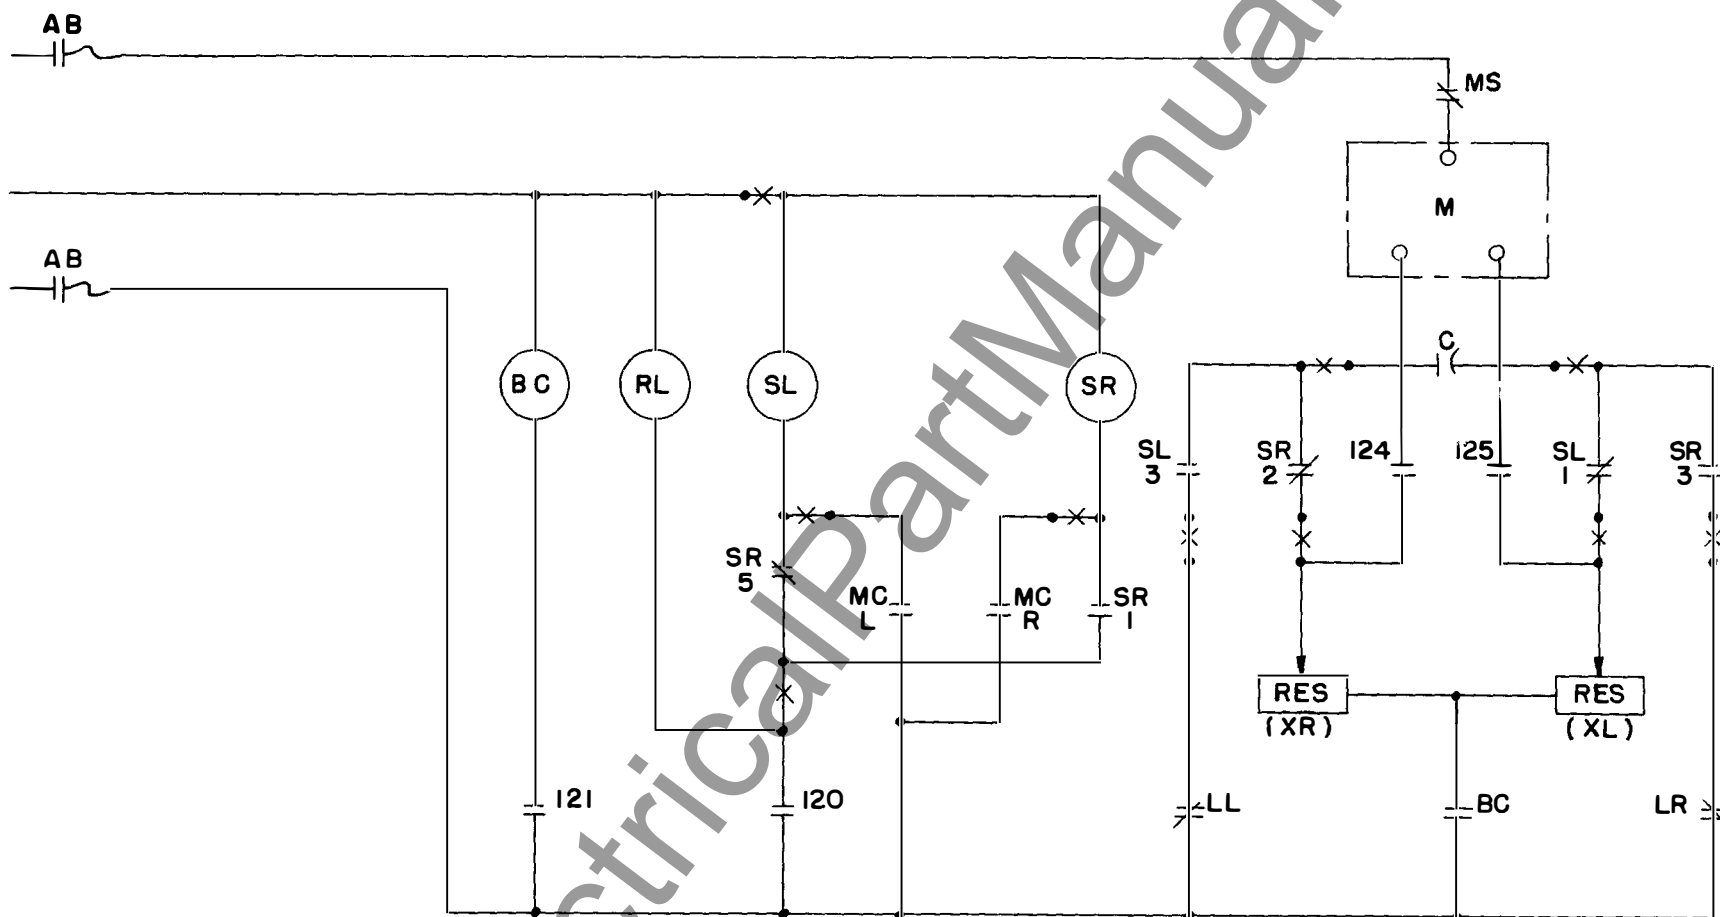 AB
MS
M
AB
BC
RL
SL
SR
C
SL
3
SR
2
124
125
SL
1
SR
3
SR
5
MC
L
MC
R
SR
1
RES
(XR)
RES
(XL)
121
120
LL
BC
LR
ctricalPartManual